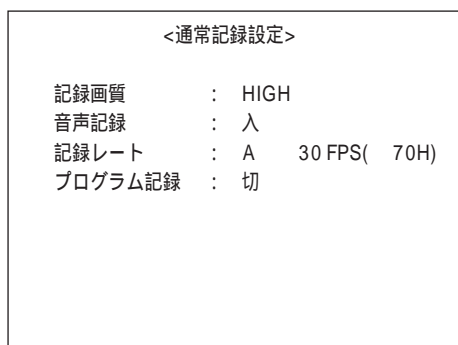 <通常記録設定>
記録画質 : HIGH
音声記録 : 入
記録レート : A 30 FPS( 70H)
プログラム記録 : 切